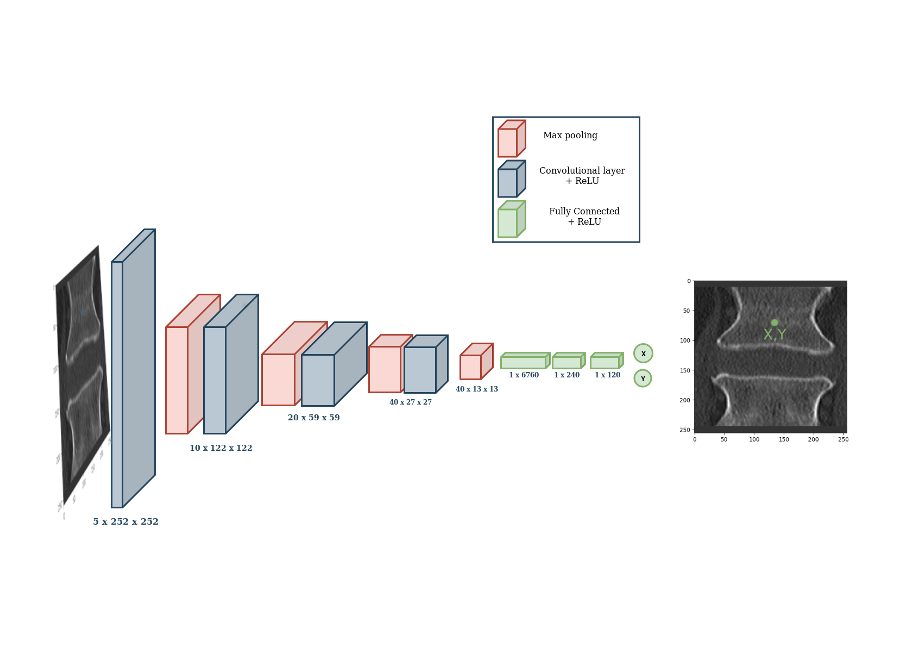 Max pooling
Convolutional layer
+ ReLU
Fully Connected
+ ReLU
5 x 252 x 252
10 x 122 x 122
20 x 59 x 59
40 x 27 x 27
40 x 13 x 13
1 x 6760
1 x 240
1 x 120
X
Y
X,Y
0
50
100
150
200
250
0
50
100
150
200
250